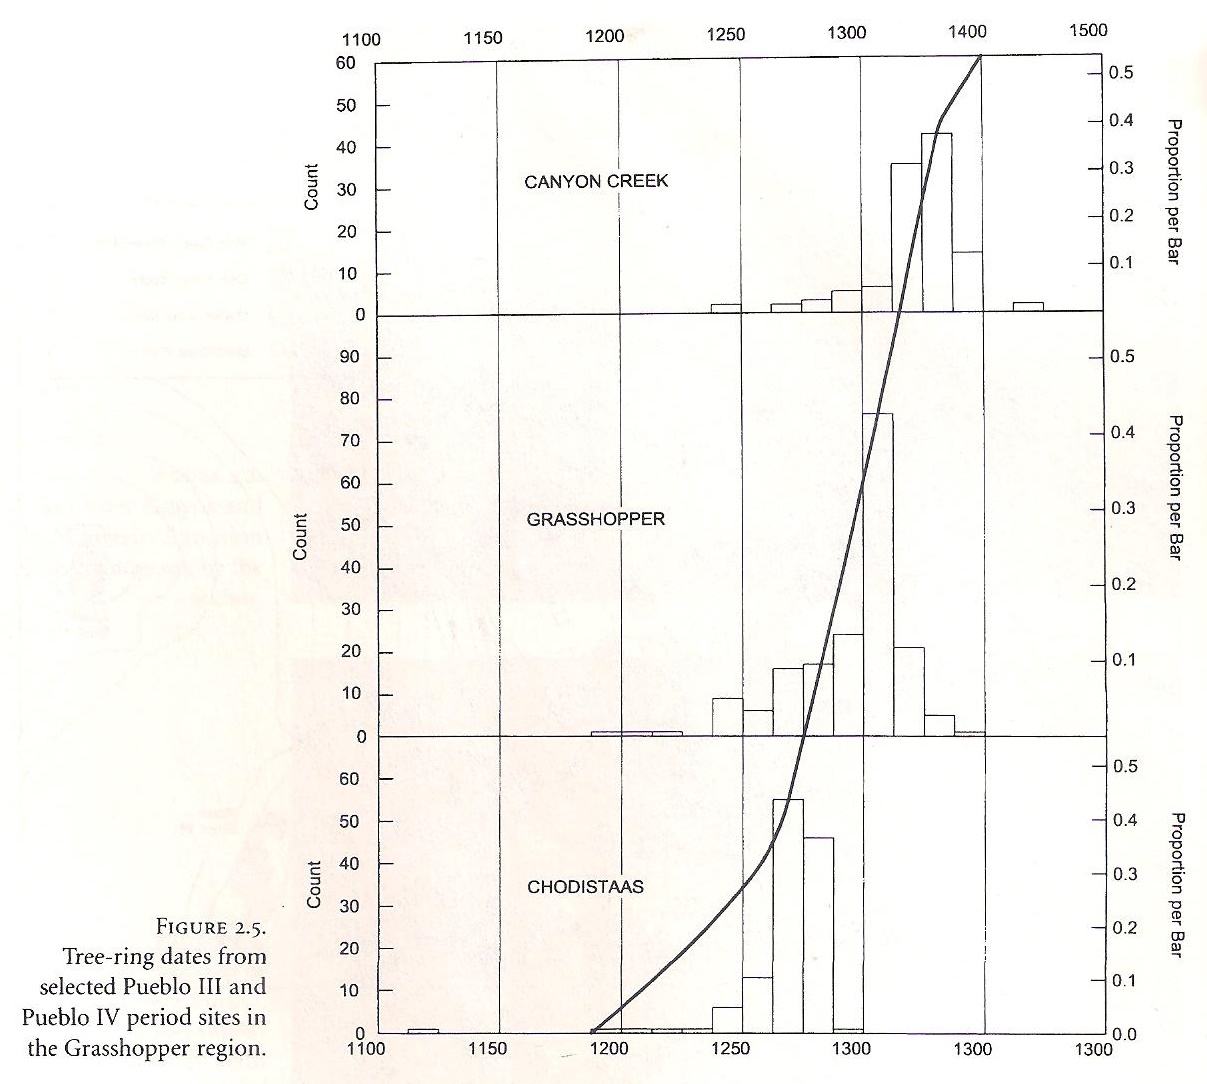 1100 1150 1200 1250 1300 1400 1500
60
50
40
30
20
10
0
Count
CANYON CREEK
0.5
0.4
0.3
0.2
0.1
Proportion per Bar
90
80
70
60
50
40
30
20
10
0
Count
GRASSHOPPER
0.5
0.4
0.3
0.2
0.1
Proportion per Bar
60
50
40
30
20
10
0
Count
CHODISTAAS
0.5
0.4
0.3
0.2
0.1
0.0
Proportion per Bar
1100 1150 1200 1250 1300 1300 1300
FIGURE 2.5.
Tree-ring dates from
selected Pueblo III and
Pueblo IV period sites in
the Grasshopper region.